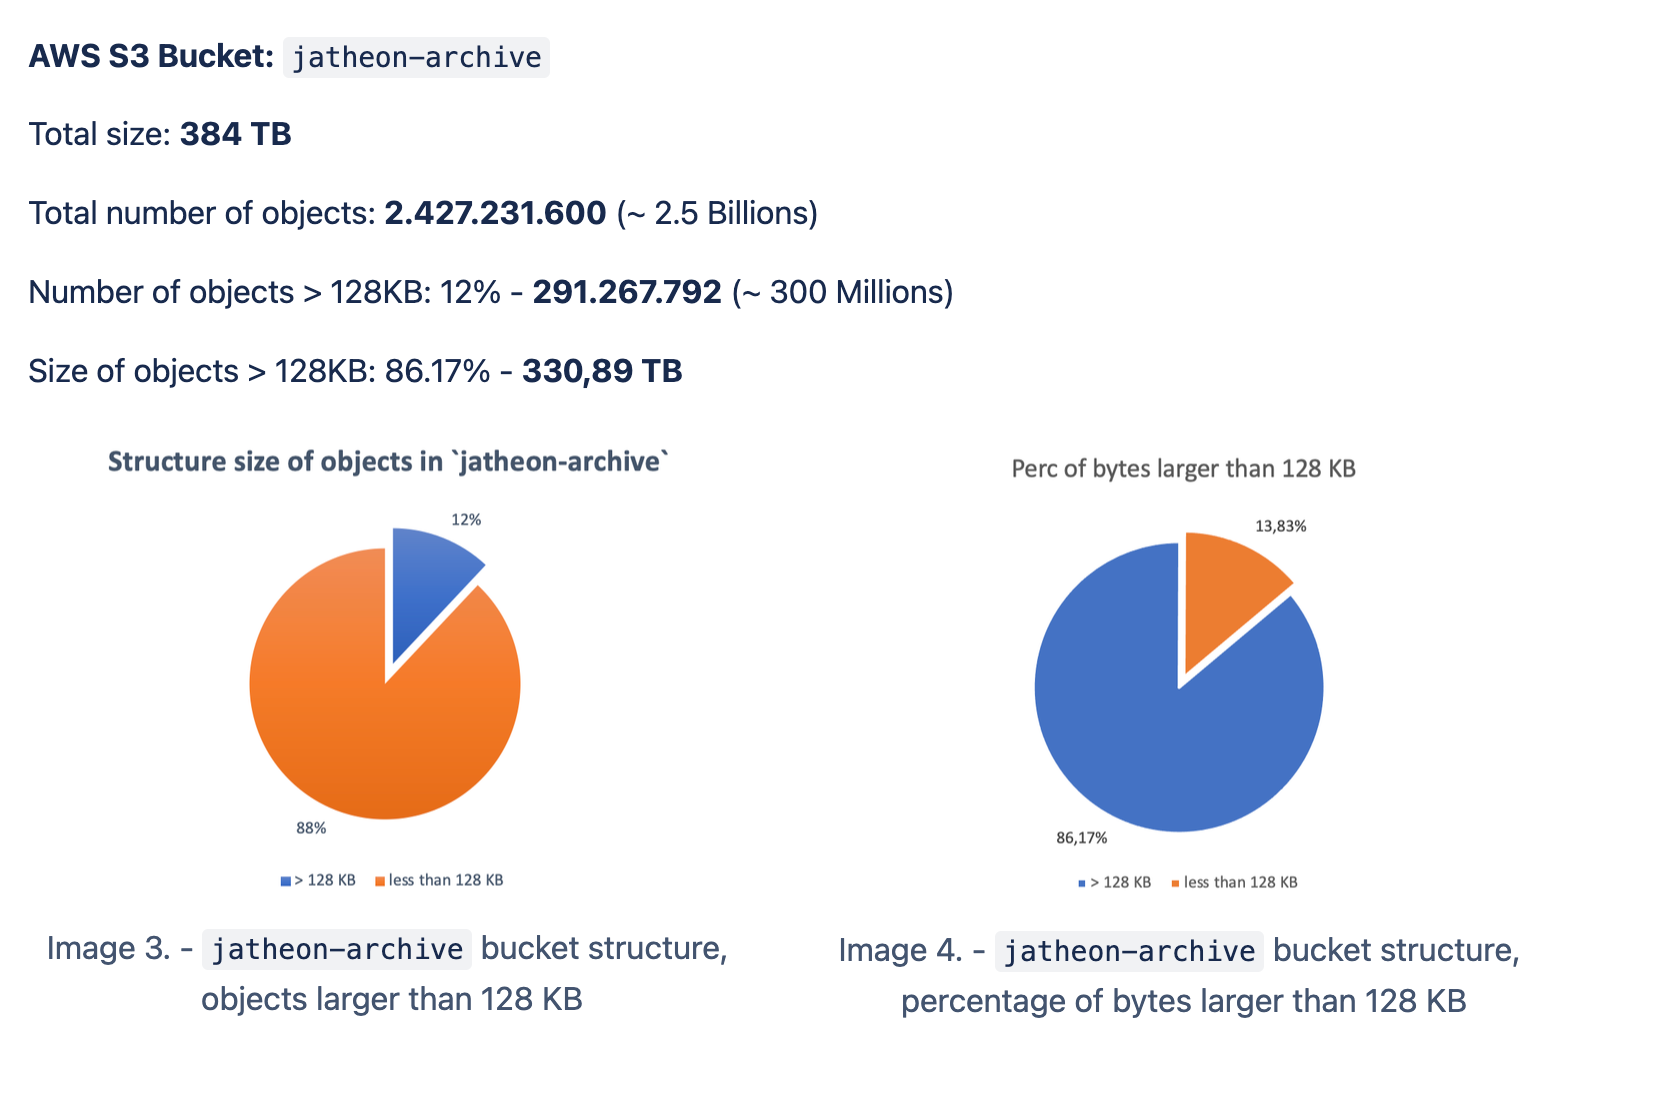 AWS S3 Bucket: jatheon-archive
Total size: 384 TB
Total number of objects: 2.427.231.600 (~ 2.5 Billions)
Number of objects > 128KB: 12% - 291.267.792 (~ 300 Millions)
Size of objects > 128KB: 86.17% - 330,89 TB
Structure size of objects in `jatheon-archive`
12%
88%
> 128 KB less than 128 KB
Image 3. - jatheon-archive bucket structure,
objects larger than 128 KB
Perc of bytes larger than 128 KB
13,83%
86,17%
> 128 KB less than 128 KB
Image 4. - jatheon-archive bucket structure,
percentage of bytes larger than 128 KB